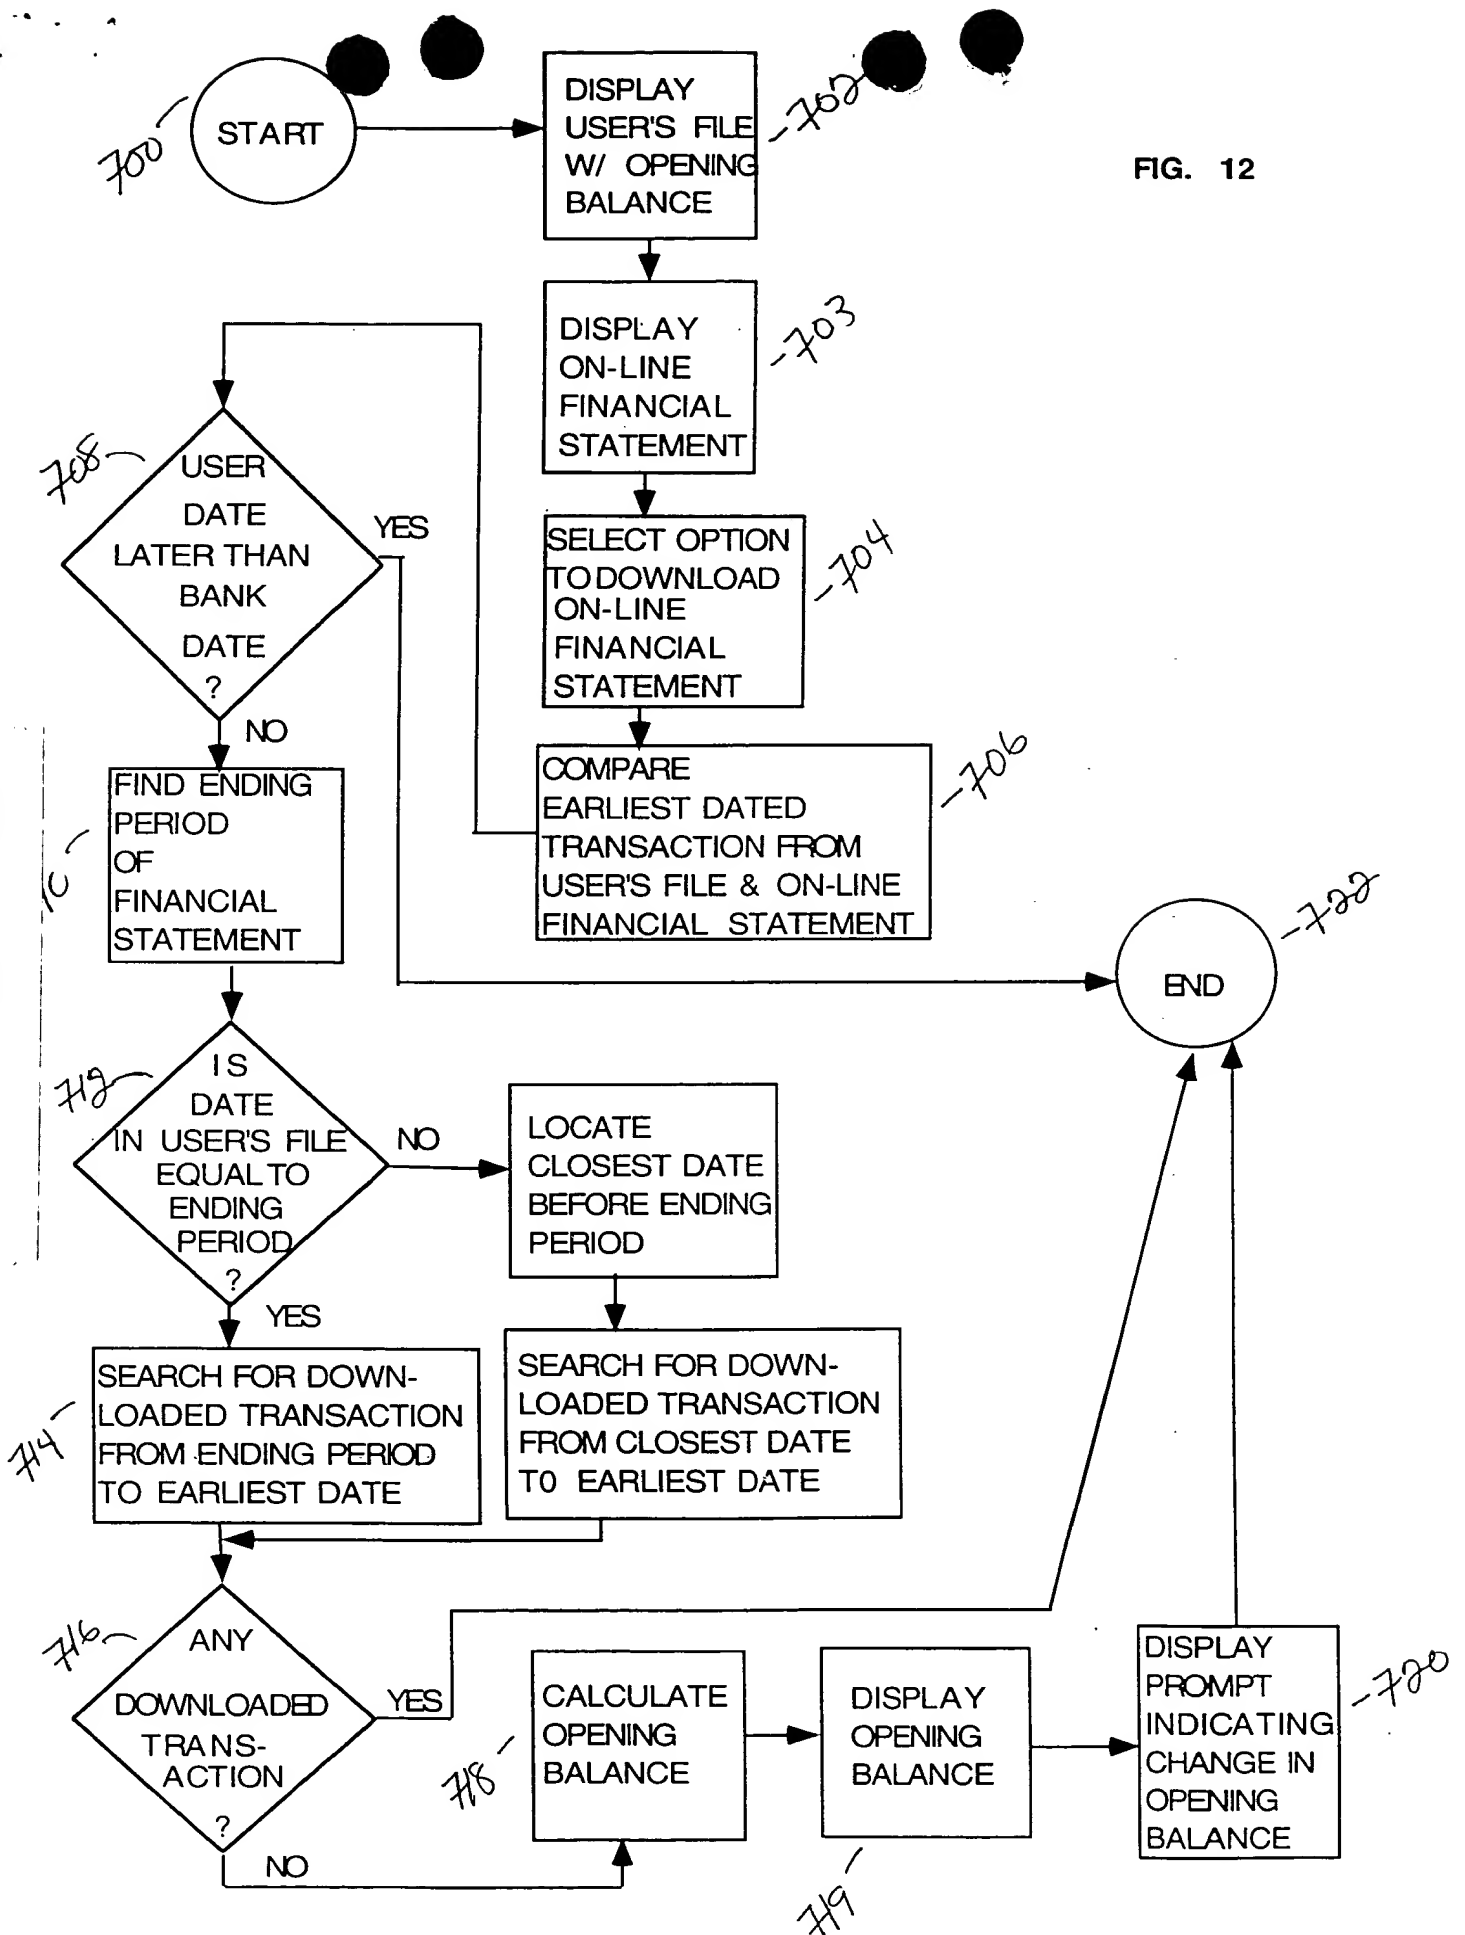 START
700
DISPLAY
USER'S FILE
W/ OPENING
BALANCE
702
FIG. 12
DISPLAY
ON-LINE
FINANCIAL
STATEMENT
703
SELECT OPTION
TO DOWNLOAD
ON-LINE
FINANCIAL
STATEMENT
704
COMPARE
EARLIEST DATED
TRANSACTION FROM
USER'S FILE & ON-LINE
FINANCIAL STATEMENT
706
708
USER
DATE
LATER THAN
BANK
DATE
?
YES
NO
FIND ENDING
PERIOD
OF
FINANCIAL
STATEMENT
END
722
712
IS
DATE
IN USER'S FILE
EQUAL TO
ENDING
PERIOD
?
NO
YES
LOCATE
CLOSEST DATE
BEFORE ENDING
PERIOD
SEARCH FOR DOWN-
LOADED TRANSACTION
FROM ENDING PERIOD
TO EARLIEST DATE
714
SEARCH FOR DOWN-
LOADED TRANSACTION
FROM CLOSEST DATE
TO EARLIEST DATE
716
ANY
DOWNLOADED
TRANS-
ACTION
?
YES
NO
CALCULATE
OPENING
BALANCE
718
DISPLAY
OPENING
BALANCE
719
DISPLAY
PROMPT
INDICATING
CHANGE IN
OPENING
BALANCE
720